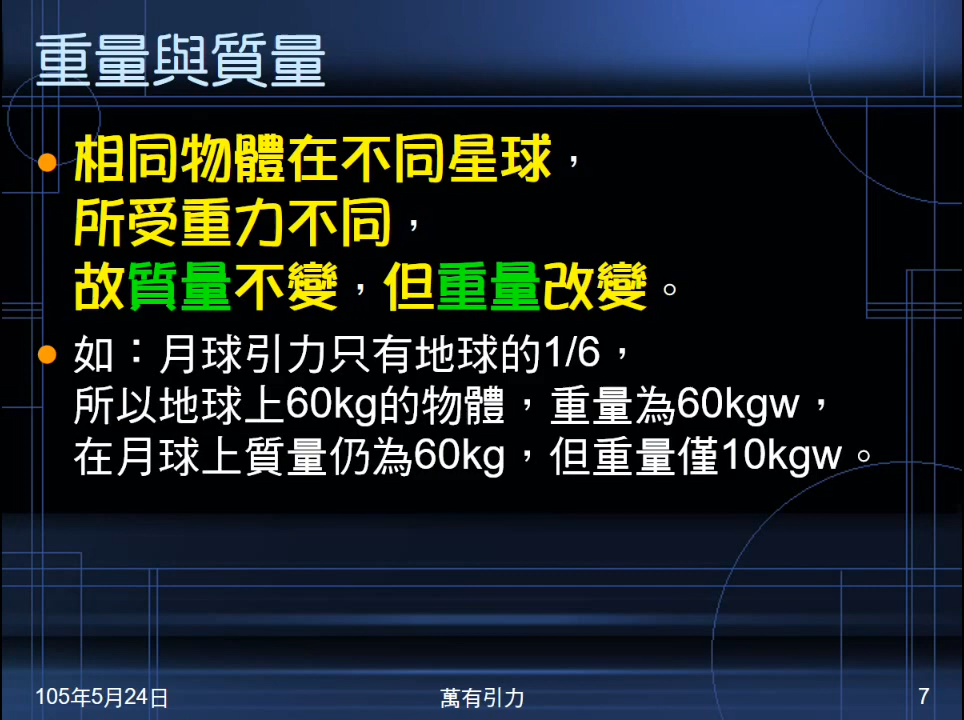 重量與質量
相同物體在不同星球，
所受重力不同，
故質量不變，但重量改變。
如：月球引力只有地球的1/6，
所以地球上60kg的物體，重量為60kgw，
在月球上質量仍為60kg，但重量僅10kgw。
105年5月24日
萬有引力
7